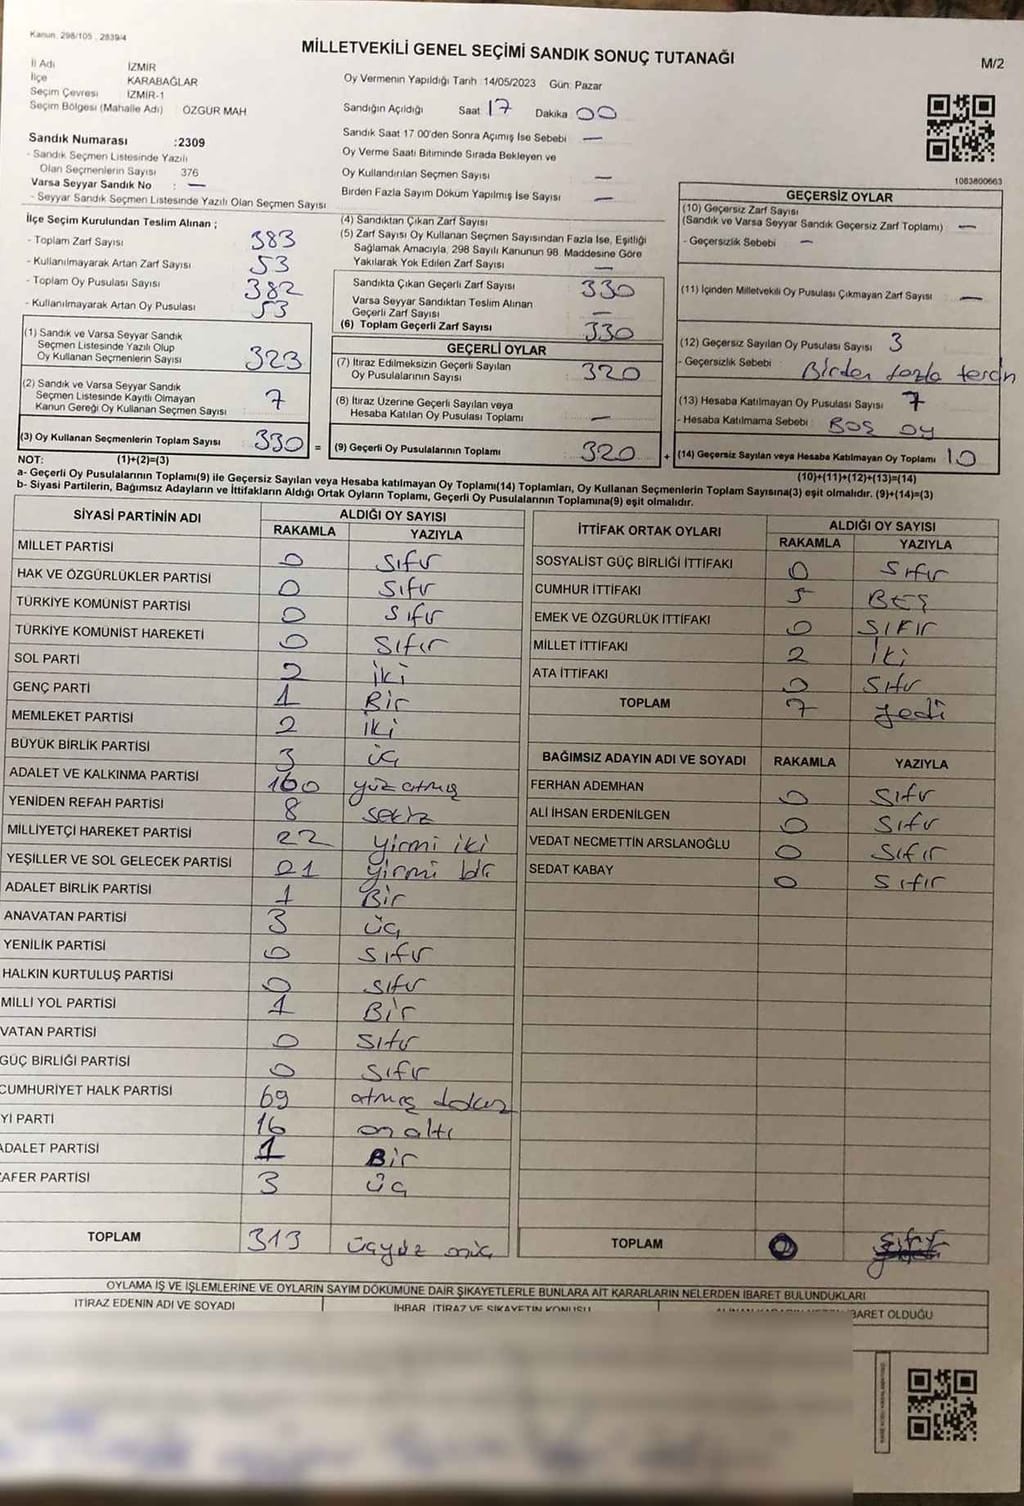 Kanun: 298/105 , 2839/4
MİLLETVEKİLİ GENEL SEÇİMİ SANDIK SONUÇ TUTANAĞI
M/2
İl Adı İZMİR
İlçe KARABAĞLAR
Seçim Çevresi İZMİR-1
Seçim Bölgesi (Mahalle Adı) ÖZGÜR MAH
Oy Vermenin Yapıldığı Tarih 14/05/2023 Gün: Pazar
Sandığın Açıldığı Saat 17 Dakika 00
Sandık Saat 17 00'den Sonra Açımış İse Sebebi —
Oy Verme Saati Bitiminde Sırada Bekleyen ve
Oy Kullandırılan Seçmen Sayısı —
Birden Fazla Sayım Döküm Yapılmış İse Sayısı —
Sandık Numarası :2309
- Sandık Seçmen Listesinde Yazılı
Olan Seçmenlerin Sayısı 376
Varsa Seyyar Sandık No : —
- Seyyar Sandık Seçmen Listesinde Yazılı Olan Seçmen Sayısı
1083800663
İlçe Seçim Kurulundan Teslim Alınan ;
- Toplam Zarf Sayısı 383
- Kullanılmayarak Artan Zarf Sayısı 53
- Toplam Oy Pusulası Sayısı 382
- Kullanılmayarak Artan Oy Pusulası 53
(1) Sandık ve Varsa Seyyar Sandık
Seçmen Listesinde Yazılı Olup
Oy Kullanan Seçmenlerin Sayısı 323
(2) Sandık ve Varsa Seyyar Sandık
Seçmen Listesinde Kayıtlı Olmayan
Kanun Gereği Oy Kullanan Seçmen Sayısı 7
(3) Oy Kullanan Seçmenlerin Toplam Sayısı 330 =
(4) Sandıktan Çıkan Zarf Sayısı
(5) Zarf Sayısı Oy Kullanan Seçmen Sayısından Fazla İse, Eşitliği
Sağlamak Amacıyla, 298 Sayılı Kanunun 98. Maddesine Göre
Yakılarak Yok Edilen Zarf Sayısı —
Sandıkta Çıkan Geçerli Zarf Sayısı 330
Varsa Seyyar Sandıktan Teslim Alınan
Geçerli Zarf Sayısı —
(6) Toplam Geçerli Zarf Sayısı 330
GEÇERLİ OYLAR
(7) İtiraz Edilmeksizin Geçerli Sayılan
Oy Pusulalarının Sayısı 320
(8) İtiraz Üzerine Geçerli Sayılan veya
Hesaba Katılan Oy Pusulası Toplamı —
(9) Geçerli Oy Pusulalarının Toplamı 320 +
GEÇERSİZ OYLAR
(10) Geçersiz Zarf Sayısı
(Sandık ve Varsa Seyyar Sandık Geçersiz Zarf Toplamı) —
- Geçersizlik Sebebi —
(11) İçinden Milletvekili Oy Pusulası Çıkmayan Zarf Sayısı —
(12) Geçersiz Sayılan Oy Pusulası Sayısı 3
- Geçersizlik Sebebi : Birden fazla tercih
(13) Hesaba Katılmayan Oy Pusulası Sayısı 7
- Hesaba Katılmama Sebebi : Boş oy
(14) Geçersiz Sayılan veya Hesaba Katılmayan Oy Toplamı 10
NOT: (1)+(2)=(3) (10)+(11)+(12)+(13)=(14)
a- Geçerli Oy Pusulalarının Toplamı(9) ile Geçersiz Sayılan veya Hesaba katılmayan Oy Toplamı(14) Toplamları, Oy Kullanan Seçmenlerin Toplam Sayısına(3) eşit olmalıdır. (9)+(14)=(3)
b- Siyasi Partilerin, Bağımsız Adayların ve İttifakların Aldığı Ortak Oyların Toplamı, Geçerli Oy Pusulalarının Toplamına(9) eşit olmalıdır.
SİYASİ PARTİNİN ADI ALDIĞI OY SAYISI
RAKAMLA YAZIYLA
MİLLET PARTİSİ 0 Sıfır
HAK VE ÖZGÜRLÜKLER PARTİSİ 0 Sıfır
TÜRKİYE KOMÜNİST PARTİSİ 0 Sıfır
TÜRKİYE KOMÜNİST HAREKETİ 0 Sıfır
SOL PARTİ 2 iki
GENÇ PARTİ 1 Bir
MEMLEKET PARTİSİ 2 iki
BÜYÜK BİRLİK PARTİSİ 3 üç
ADALET VE KALKINMA PARTİSİ 160 yüz atmış
YENİDEN REFAH PARTİSİ 8 sekiz
MİLLİYETÇİ HAREKET PARTİSİ 22 yirmi iki
YEŞİLLER VE SOL GELECEK PARTİSİ 21 yirmi bir
ADALET BİRLİK PARTİSİ 1 Bir
ANAVATAN PARTİSİ 3 üç
YENİLİK PARTİSİ 0 Sıfır
HALKIN KURTULUŞ PARTİSİ 0 Sıfır
MİLLİ YOL PARTİSİ 1 Bir
VATAN PARTİSİ 0 Sıfır
GÜÇ BİRLİĞİ PARTİSİ 0 Sıfır
CUMHURİYET HALK PARTİSİ 69 atmış dokuz
Yİ PARTİ 16 on altı
ADALET PARTİSİ 1 Bir
ZAFER PARTİSİ 3 üç
TOPLAM 313 üçyüz onüç
İTTİFAK ORTAK OYLARI ALDIĞI OY SAYISI
RAKAMLA YAZIYLA
SOSYALİST GÜÇ BİRLİĞİ İTTİFAKI 0 Sıfır
CUMHUR İTTİFAKI 5 BEŞ
EMEK VE ÖZGÜRLÜK İTTİFAKI 0 SIFIR
MİLLET İTTİFAKI 2 iki
ATA İTTİFAKI 0 Sıfır
TOPLAM 7 yedi
BAĞIMSIZ ADAYIN ADI VE SOYADI RAKAMLA YAZIYLA
FERHAN ADEMHAN 0 Sıfır
ALİ İHSAN ERDENİLGEN 0 Sıfır
VEDAT NECMETTİN ARSLANOĞLU 0 Sıfır
SEDAT KABAY 0 Sıfır
TOPLAM 0 Sıfır
OYLAMA İŞ VE İŞLEMLERİNE VE OYLARIN SAYIM DÖKÜMÜNE DAİR ŞİKAYETLERLE BUNLARA AİT KARARLARIN NELERDEN İBARET BULUNDUKLARI
İTİRAZ EDENİN ADI VE SOYADI İHBAR, İTİRAZ VE ŞİKAYETİN KONUSU İBARET OLDUĞU